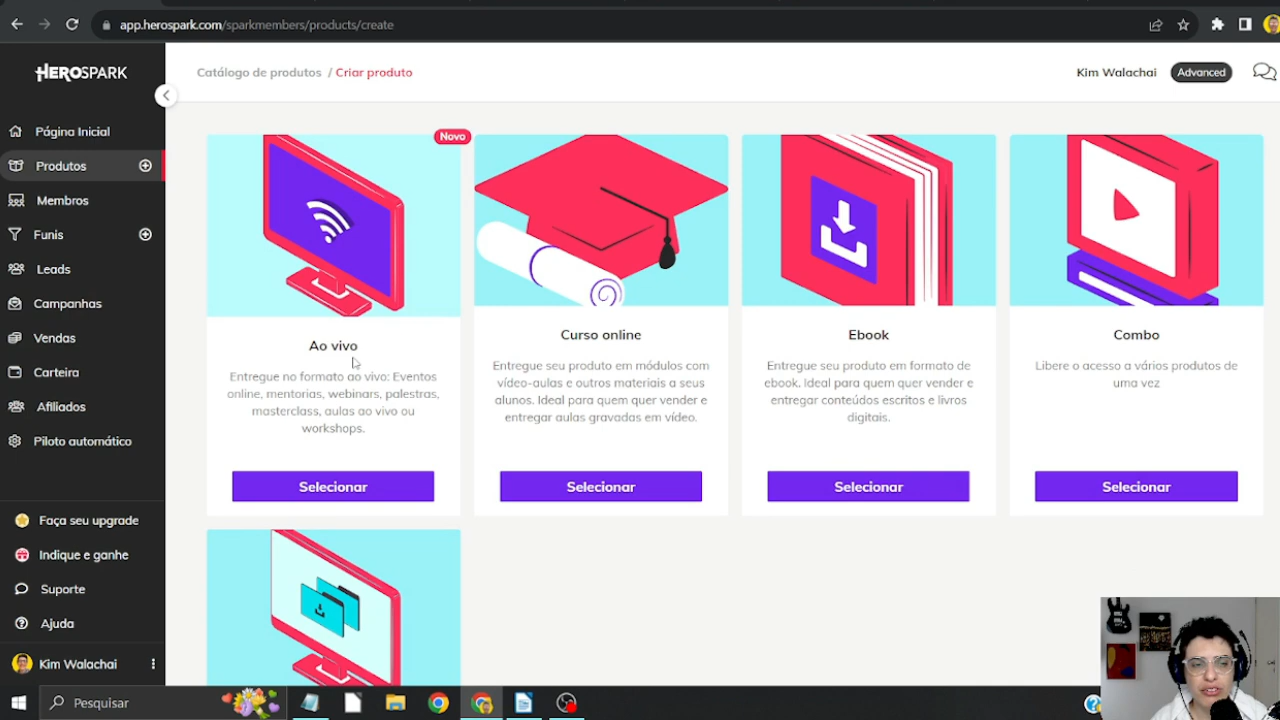 app.herospark.com/sparkmembers/products/create
HEROSPARK
Catálogo de produtos / Criar produto
Kim Walachai
Advanced
Página Inicial
Produtos
Membros
Funis
Leads
Campanhas
Vendas
Carteira
Afiliados
Piloto automático
Faça seu upgrade
Indique e ganhe
Suporte
Ajuda
Kim Walachai
Novo
Ao vivo
Entregue no formato ao vivo: Eventos
online, mentorias, webinars, palestras,
masterclass, aulas ao vivo ou
workshops.
Selecionar
Curso online
Entregue seu produto em módulos com
vídeo-aulas e outros materiais a seus
alunos. Ideal para quem quer vender e
entregar aulas gravadas em vídeo.
Selecionar
Ebook
Entregue seu produto em formato de
ebook. Ideal para quem quer vender e
entregar conteúdos escritos e livros
digitais.
Selecionar
Combo
Libere o acesso a vários produtos de
uma vez
Selecionar
Pesquisar